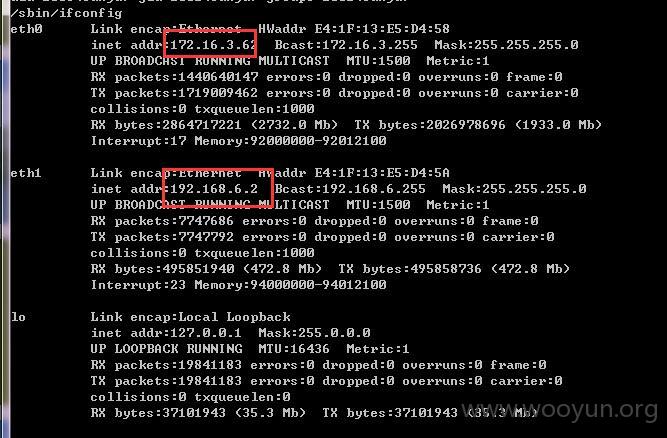 /sbin/ifconfig
eth0 Link encap:Ethernet HWaddr E4:1F:13:E5:D4:58
inet addr:172.16.3.62 Bcast:172.16.3.255 Mask:255.255.255.0
UP BROADCAST RUNNING MULTICAST MTU:1500 Metric:1
RX packets:1440640147 errors:0 dropped:0 overruns:0 frame:0
TX packets:1719009462 errors:0 dropped:0 overruns:0 carrier:0
collisions:0 txqueuelen:1000
RX bytes:2864717221 (2732.0 Mb) TX bytes:2026978696 (1933.0 Mb)
Interrupt:17 Memory:92000000-92012100
eth1 Link encap:Ethernet HWaddr E4:1F:13:E5:D4:5A
inet addr:192.168.6.2 Bcast:192.168.6.255 Mask:255.255.255.0
UP BROADCAST RUNNING MULTICAST MTU:1500 Metric:1
RX packets:7747686 errors:0 dropped:0 overruns:0 frame:0
TX packets:7747792 errors:0 dropped:0 overruns:0 carrier:0
collisions:0 txqueuelen:1000
RX bytes:495851940 (472.8 Mb) TX bytes:495858736 (472.8 Mb)
Interrupt:23 Memory:94000000-94012100
lo Link encap:Local Loopback
inet addr:127.0.0.1 Mask:255.0.0.0
UP LOOPBACK RUNNING MTU:16436 Metric:1
RX packets:19841183 errors:0 dropped:0 overruns:0 frame:0
TX packets:19841183 errors:0 dropped:0 overruns:0 carrier:0
collisions:0 txqueuelen:0
RX bytes:37101943 (35.3 Mb) TX bytes:37101943 (35.3 Mb)
www.wooyun.org